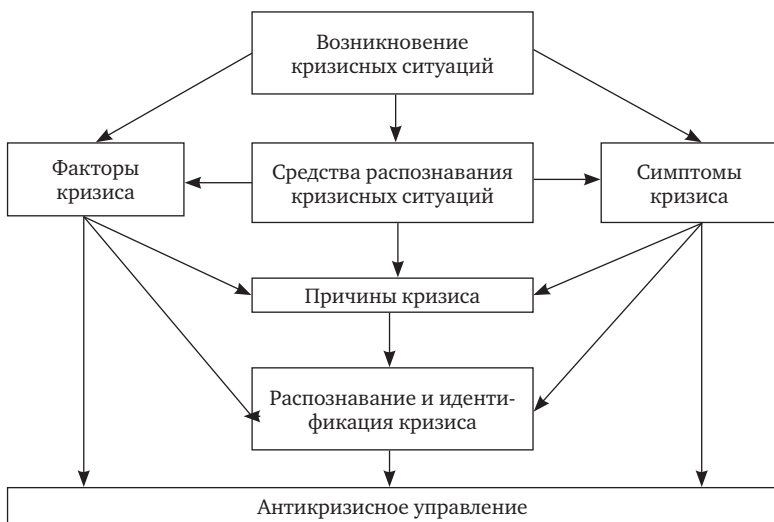 Возникновение
кризисных ситуаций
Факторы
кризиса
Средства распознавания
кризисных ситуаций
Симптомы
кризиса
Причины кризиса
Распознавание и иденти-
фикация кризиса
Антикризисное управление